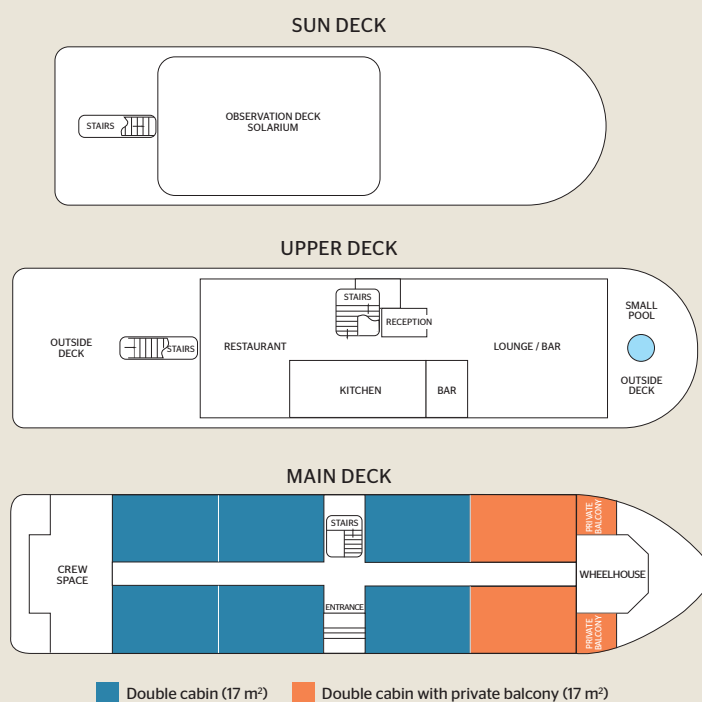 SUN DECK
STAIRS
OBSERVATION DECK
SOLARIUM
UPPER DECK
OUTSIDE
DECK
STAIRS
RESTAURANT
STAIRS
RECEPTION
KITCHEN
BAR
LOUNGE / BAR
SMALL
POOL
OUTSIDE
DECK
MAIN DECK
CREW
SPACE
STAIRS
ENTRANCE
PRIVATE
BALCONY
WHEELHOUSE
PRIVATE
BALCONY
Double cabin (17 m²)
Double cabin with private balcony (17 m²)